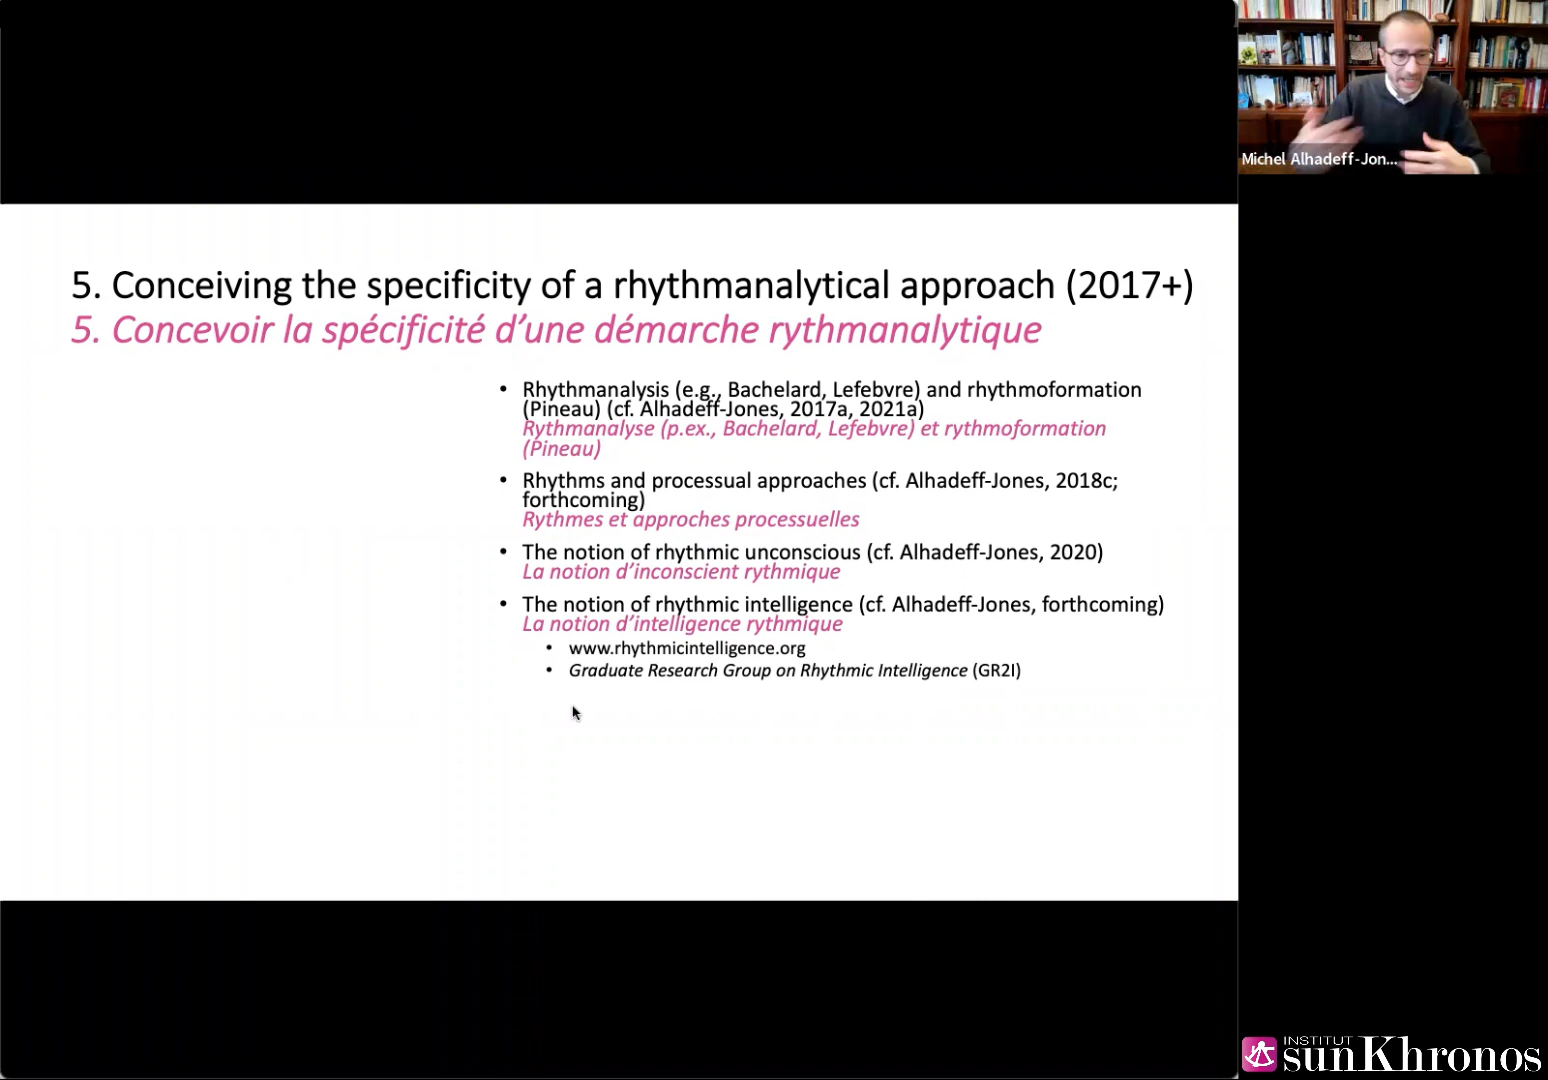 Michel Alhadeff-Jon...
5. Conceiving the specificity of a rhythmanalytical approach (2017+)
5. Concevoir la spécificité d’une démarche rythmanalytique
• Rhythmanalysis (e.g., Bachelard, Lefebvre) and rhythmoformation
(Pineau) (cf. Alhadeff-Jones, 2017a, 2021a)
Rythmanalyse (p.ex., Bachelard, Lefebvre) et rythmoformation
(Pineau)
• Rhythms and processual approaches (cf. Alhadeff-Jones, 2018c;
forthcoming)
Rythmes et approches processuelles
• The notion of rhythmic unconscious (cf. Alhadeff-Jones, 2020)
La notion d’inconscient rythmique
• The notion of rhythmic intelligence (cf. Alhadeff-Jones, forthcoming)
La notion d’intelligence rythmique
• www.rhythmicintelligence.org
• Graduate Research Group on Rhythmic Intelligence (GR2I)
INSTITUT
sunKhronos